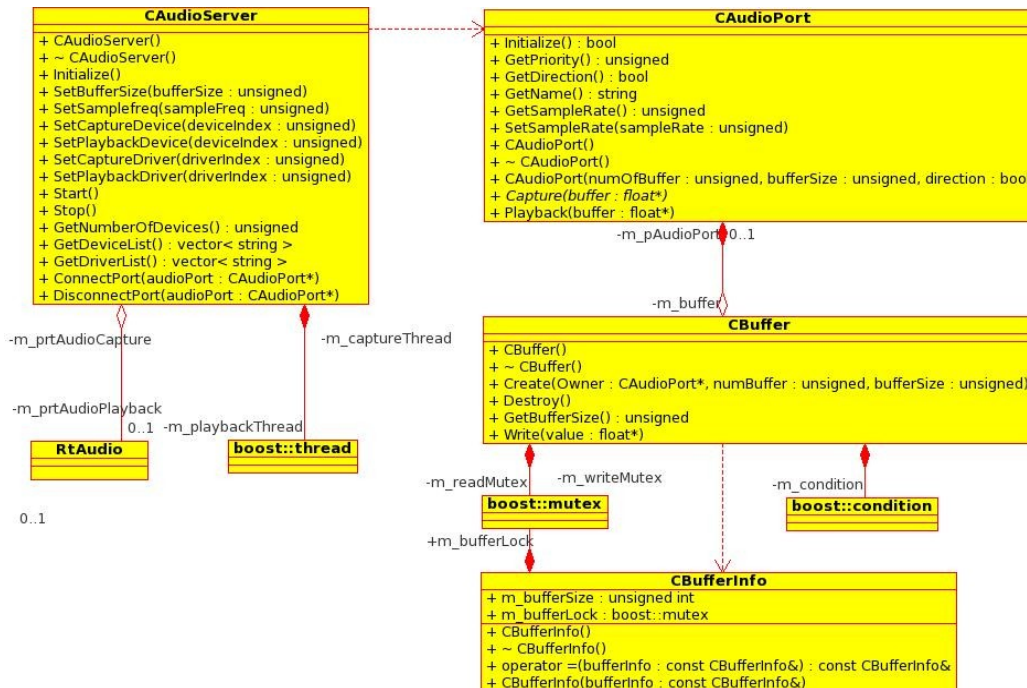 CAudioServer
+ CAudioServer()
+ ~ CAudioServer()
+ Initialize()
+ SetBufferSize(bufferSize : unsigned)
+ SetSamplefreq(sampleFreq : unsigned)
+ SetCaptureDevice(deviceIndex : unsigned)
+ SetPlaybackDevice(deviceIndex : unsigned)
+ SetCaptureDriver(driverIndex : unsigned)
+ SetPlaybackDriver(driverIndex : unsigned)
+ Start()
+ Stop()
+ GetNumberOfDevices() : unsigned
+ GetDeviceList() : vector< string >
+ GetDriverList() : vector< string >
+ ConnectPort(audioPort : CAudioPort*)
+ DisconnectPort(audioPort : CAudioPort*)
CAudioPort
+ Initialize() : bool
+ GetPriority() : unsigned
+ GetDirection() : bool
+ GetName() : string
+ GetSampleRate() : unsigned
+ SetSampleRate(sampleRate : unsigned)
+ CAudioPort()
+ ~ CAudioPort()
+ CAudioPort(numOfBuffer : unsigned, bufferSize : unsigned, direction : boo
+ Capture(buffer : float*)
+ Playback(buffer : float*)
-m_pAudioPort 0..1
-m_buffer
-m_prtAudioCapture
-m_captureThread
-m_prtAudioPlayback
0..1
-m_playbackThread
RtAudio
boost::thread
0..1
CBuffer
+ CBuffer()
+ ~ CBuffer()
+ Create(Owner : CAudioPort*, numBuffer : unsigned, bufferSize : unsigned)
+ Destroy()
+ GetBufferSize() : unsigned
+ Write(value : float*)
-m_readMutex
-m_writeMutex
-m_condition
boost::mutex
boost::condition
+m_bufferLock
CBufferInfo
+ m_bufferSize : unsigned int
+ m_bufferLock : boost::mutex
+ CBufferInfo()
+ ~ CBufferInfo()
+ operator =(bufferInfo : const CBufferInfo&) : const CBufferInfo&
+ CBufferInfo(bufferInfo : const CBufferInfo&)